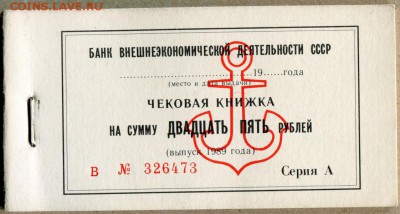 COINS.LAVE.RU
БАНК ВНЕШНЕЭКОНОМИЧЕСКОЙ ДЕЯТЕЛЬНОСТИ СССР
19......года
(место и дата выдачи)
ЧЕКОВАЯ КНИЖКА
НА СУММУ ДВАДЦАТЬ ПЯТЬ РУБЛЕЙ
(выпуск 1989 года)
В № 326473 Серия А